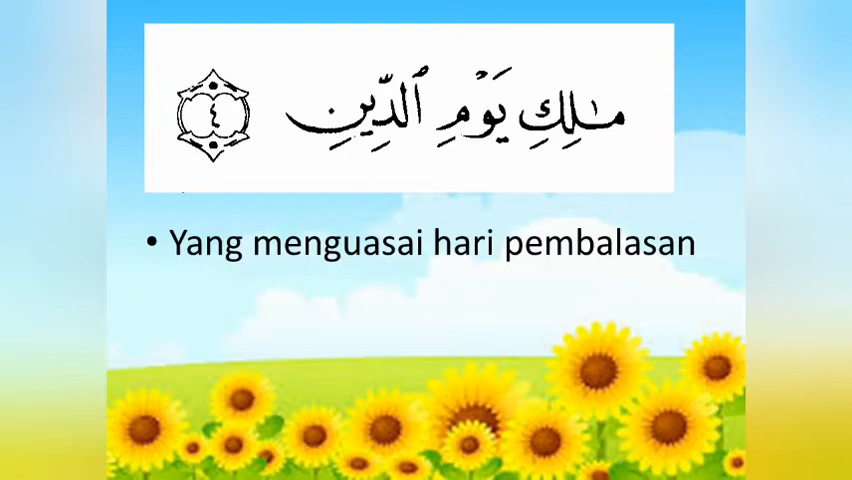 مَـٰلِكِ يَوْمِ ٱلدِّينِ ٤
• Yang menguasai hari pembalasan